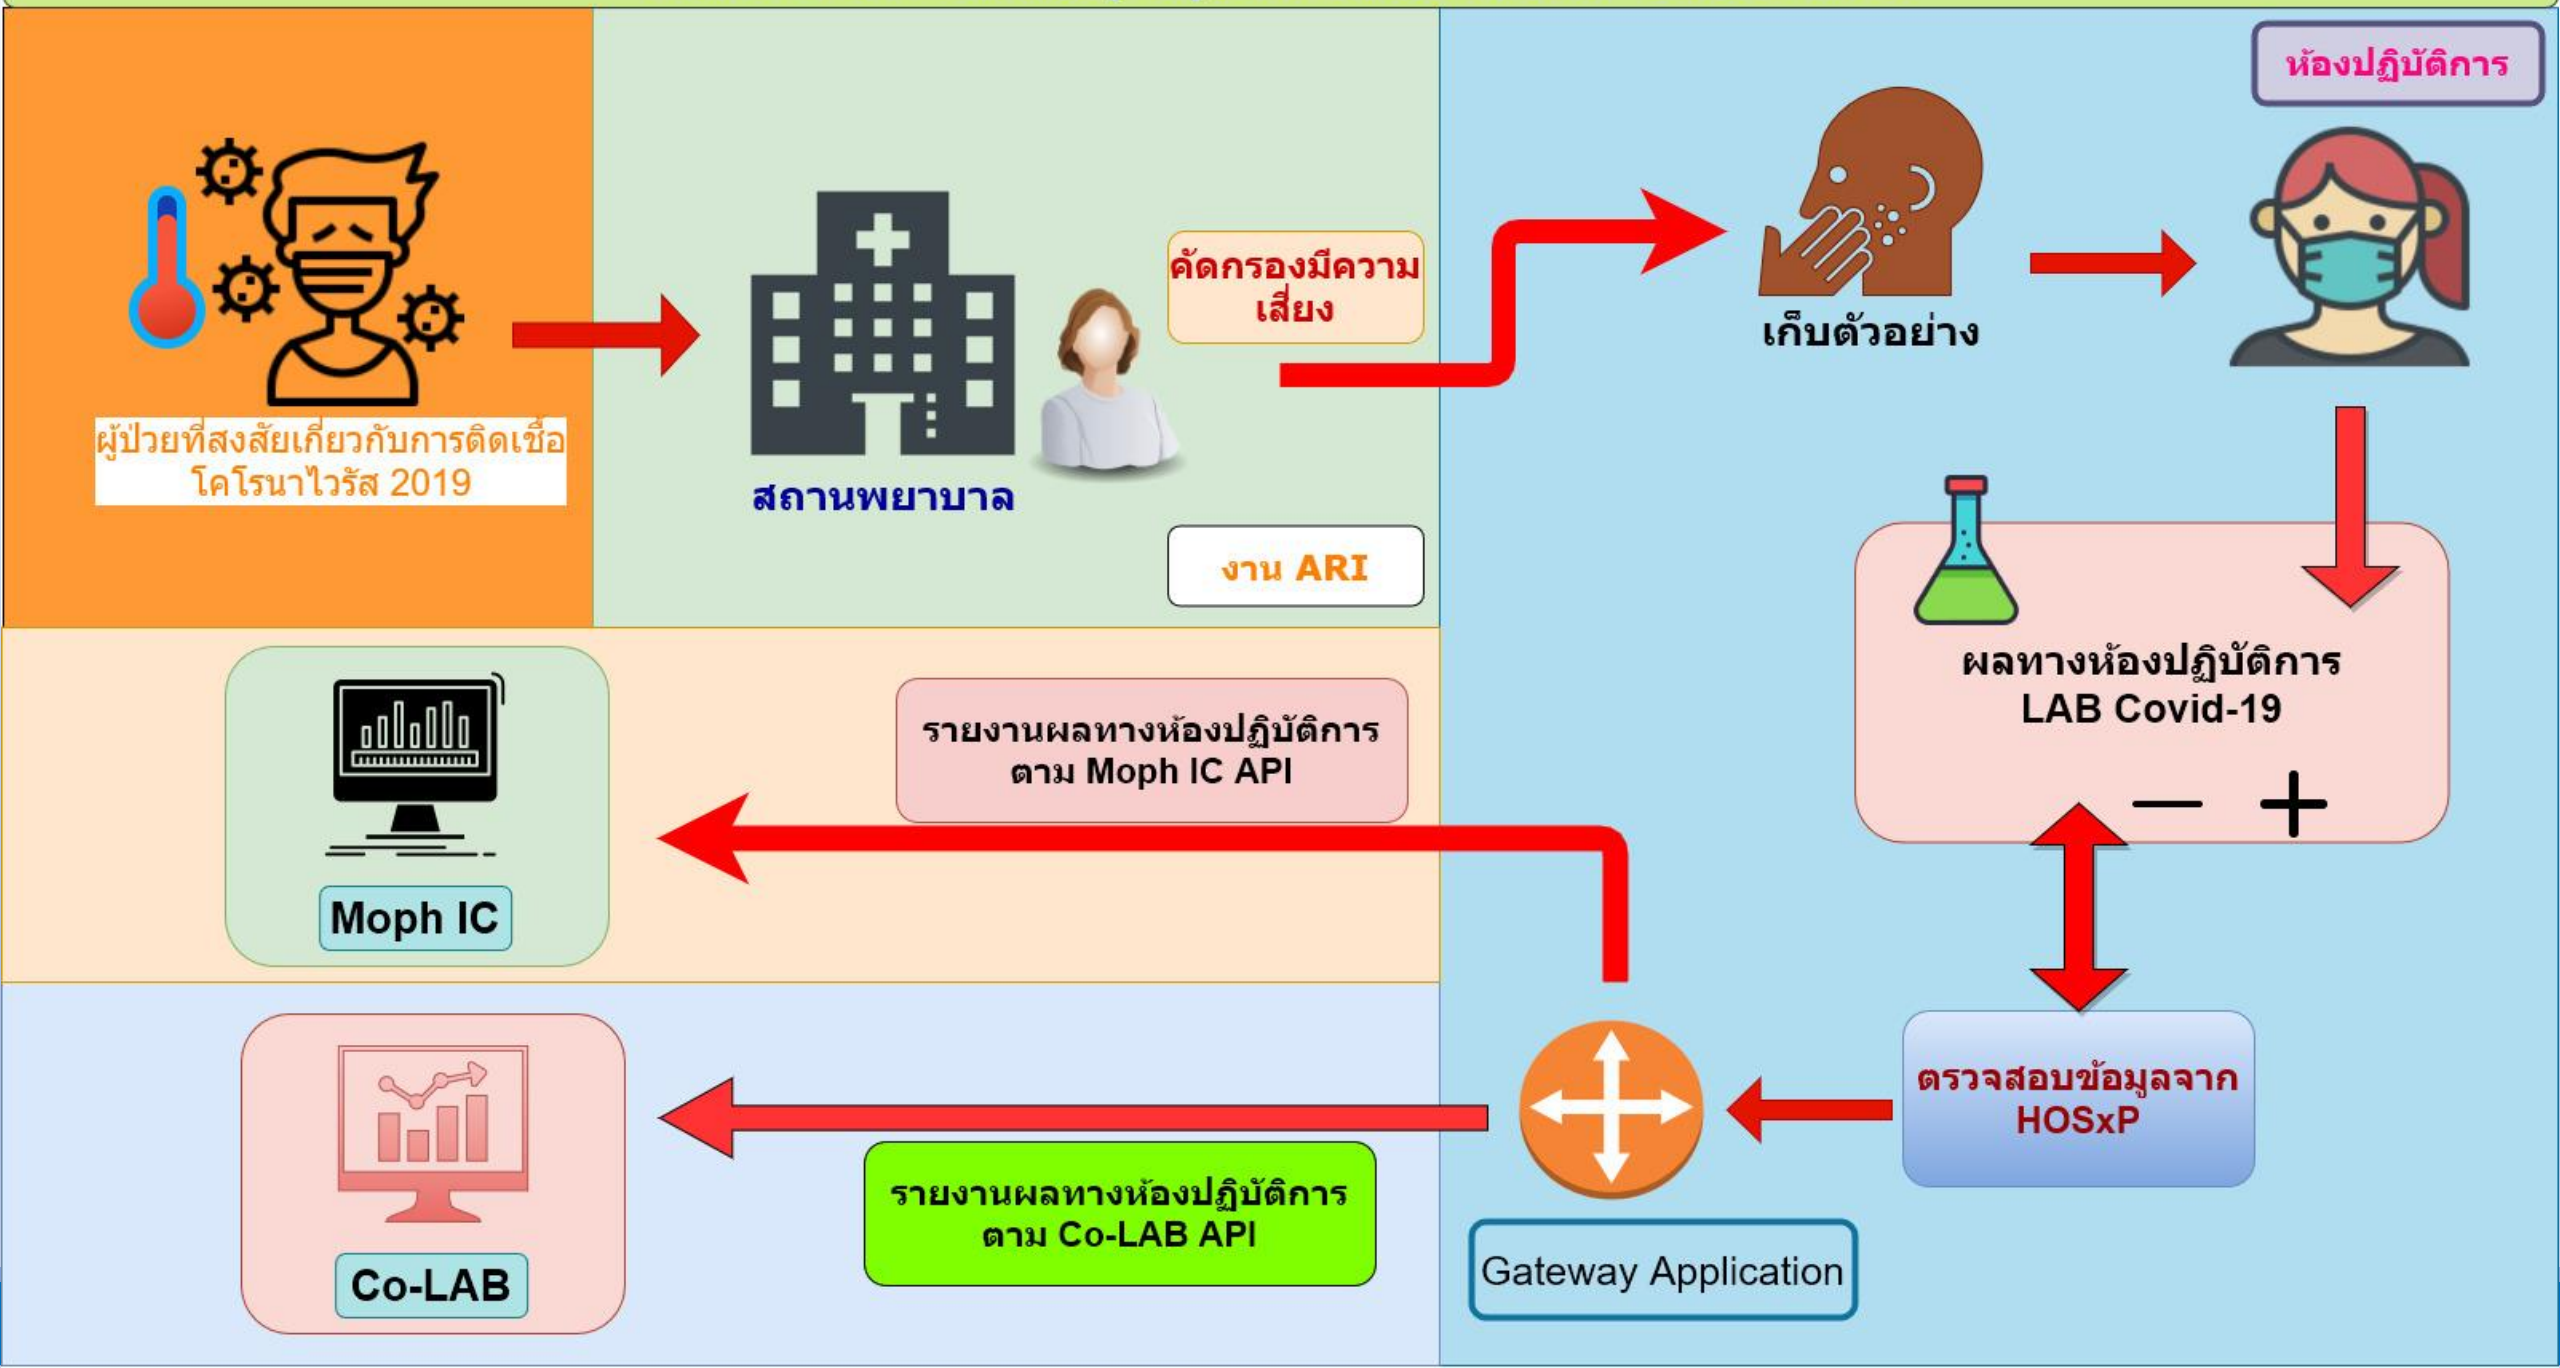 ห้องปฏิบัติการ
คัดกรองมีความ
เสี่ยง
เก็บตัวอย่าง
ผู้ป่วยที่สงสัยเกี่ยวกับการติดเชื้อ
โคโรนาไวรัส 2019
สถานพยาบาล
งาน ARI
ผลทางห้องปฏิบัติการ
LAB Covid-19
รายงานผลทางห้องปฏิบัติการ
ตาม Moph IC API
Moph IC
ตรวจสอบข้อมูลจาก
HOSxP
รายงานผลทางห้องปฏิบัติการ
ตาม Co-LAB API
Gateway Application
Co-LAB